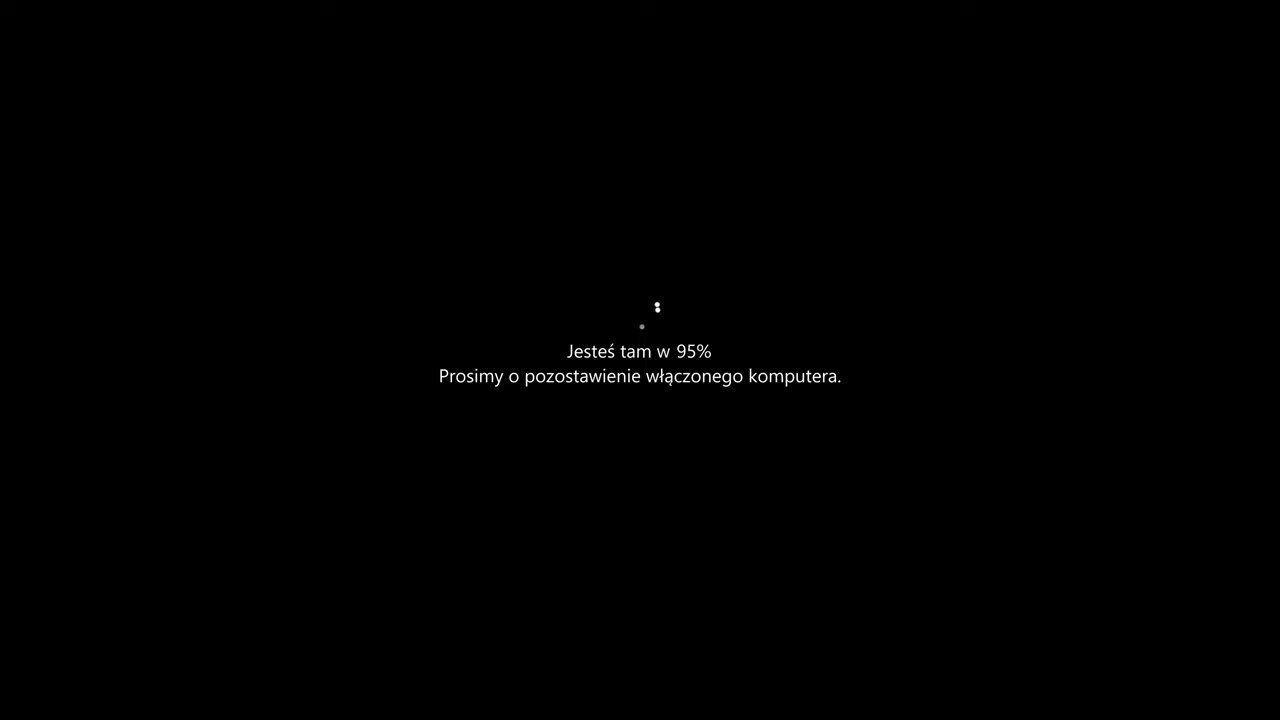 Jesteś tam w 95%
Prosimy o pozostawienie włączonego komputera.